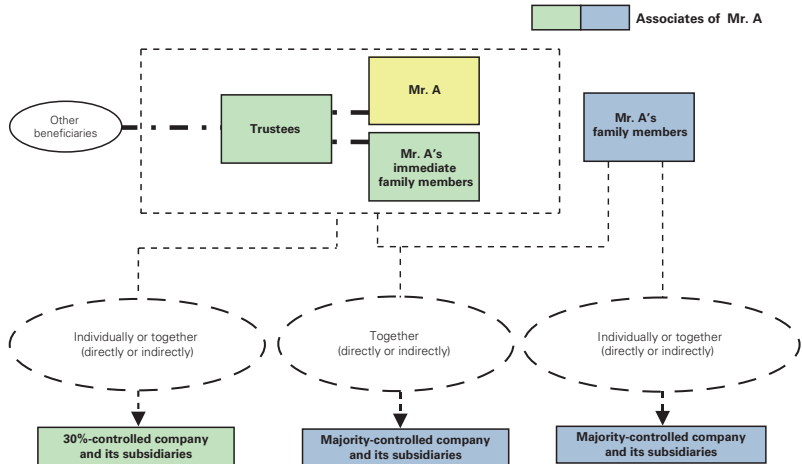 Associates of Mr. A
Other
beneficiaries
Trustees
Mr. A
Mr. A's
immediate
family members
Mr. A's
family members
Individually or together
(directly or indirectly)
Together
(directly or indirectly)
Individually or together
(directly or indirectly)
30%-controlled company
and its subsidiaries
Majority-controlled company
and its subsidiaries
Majority-controlled company
and its subsidiaries